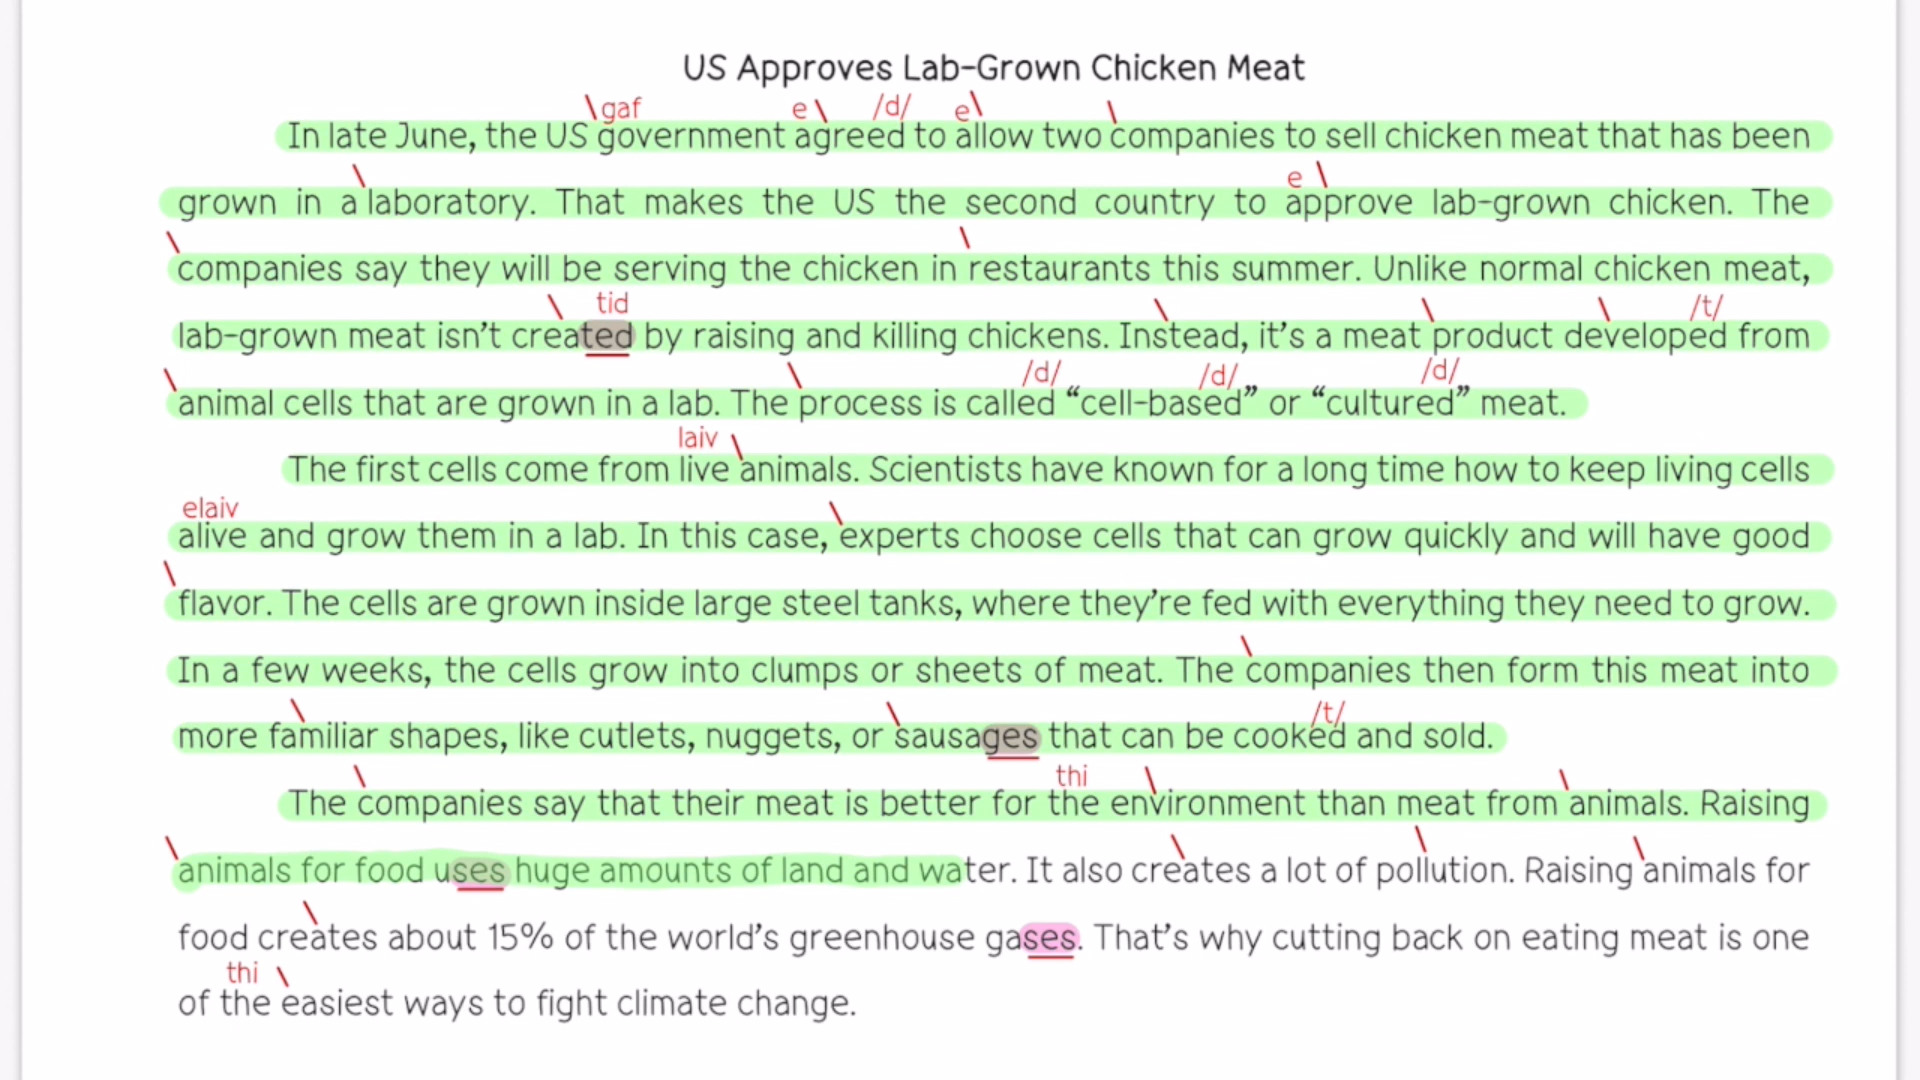 US Approves Lab-Grown Chicken Meat
\gaf e\ /d/ e\ \
In late June, the US government agreed to allow two companies to sell chicken meat that has been
\ e \
grown in a laboratory. That makes the US the second country to approve lab-grown chicken. The
\ \
companies say they will be serving the chicken in restaurants this summer. Unlike normal chicken meat,
\ tid \ \ \ /t/
lab-grown meat isn't created by raising and killing chickens. Instead, it's a meat product developed from
\ \ /d/ /d/ /d/
animal cells that are grown in a lab. The process is called “cell-based” or “cultured” meat.
laiv \
The first cells come from live animals. Scientists have known for a long time how to keep living cells
elaiv \
alive and grow them in a lab. In this case, experts choose cells that can grow quickly and will have good
\
flavor. The cells are grown inside large steel tanks, where they're fed with everything they need to grow.
\
In a few weeks, the cells grow into clumps or sheets of meat. The companies then form this meat into
\ \ /t/
more familiar shapes, like cutlets, nuggets, or sausages that can be cooked and sold.
\ thi \ \
The companies say that their meat is better for the environment than meat from animals. Raising
\ \ \ \
animals for food uses huge amounts of land and water. It also creates a lot of pollution. Raising animals for
\
food creates about 15% of the world's greenhouse gases. That's why cutting back on eating meat is one
thi \
of the easiest ways to fight climate change.